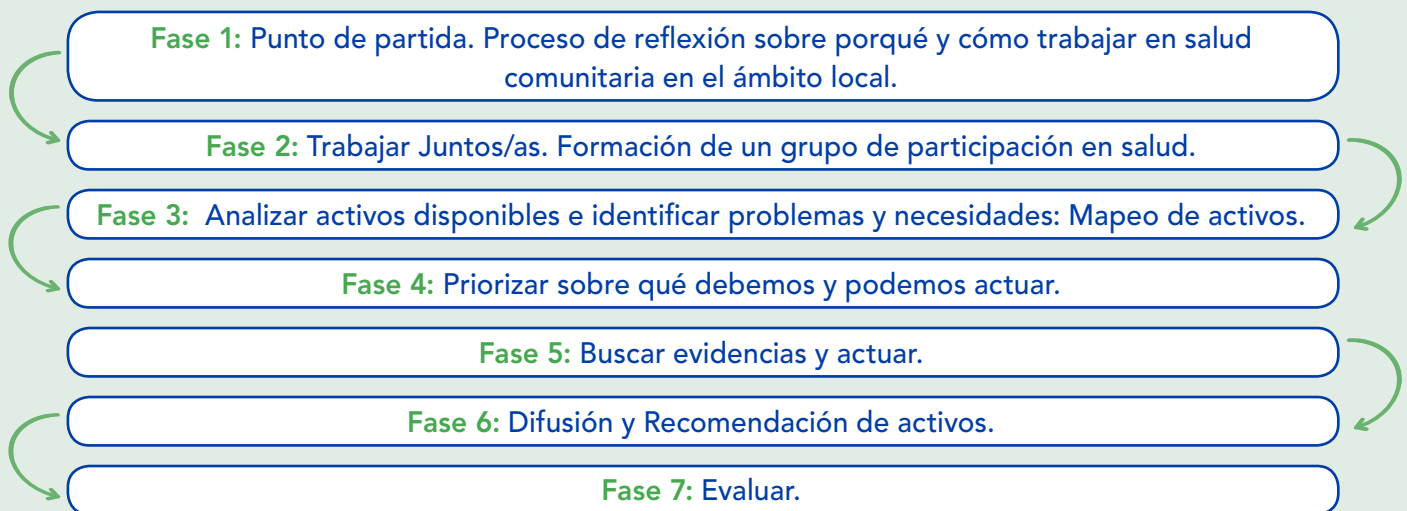 Fase 1: Punto de partida. Proceso de reflexión sobre porqué y cómo trabajar en salud
comunitaria en el ámbito local.
Fase 2: Trabajar Juntos/as. Formación de un grupo de participación en salud.
Fase 3: Analizar activos disponibles e identificar problemas y necesidades: Mapeo de activos.
Fase 4: Priorizar sobre qué debemos y podemos actuar.
Fase 5: Buscar evidencias y actuar.
Fase 6: Difusión y Recomendación de activos.
Fase 7: Evaluar.